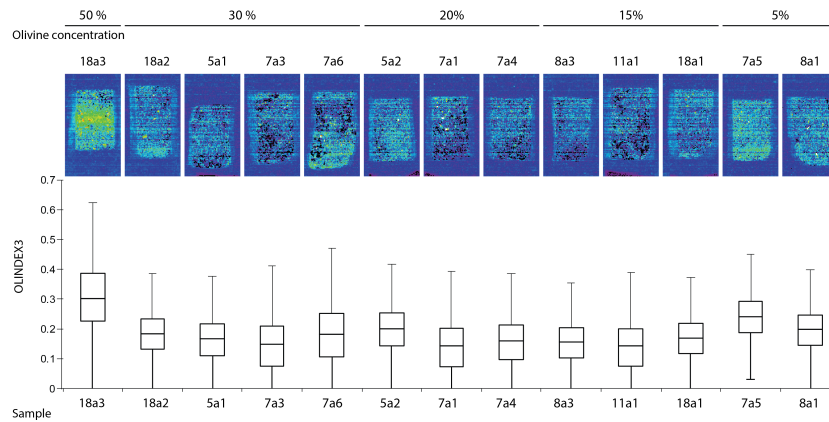 50 % 30 % 20% 15% 5%
Olivine concentration
18a3 18a2 5a1 7a3 7a6 5a2 7a1 7a4 8a3 11a1 18a1 7a5 8a1
0.7
0.6
0.5
0.4
0.3
0.2
0.1
0
OLINDEX3
18a3 18a2 5a1 7a3 7a6 5a2 7a1 7a4 8a3 11a1 18a1 7a5 8a1
Sample